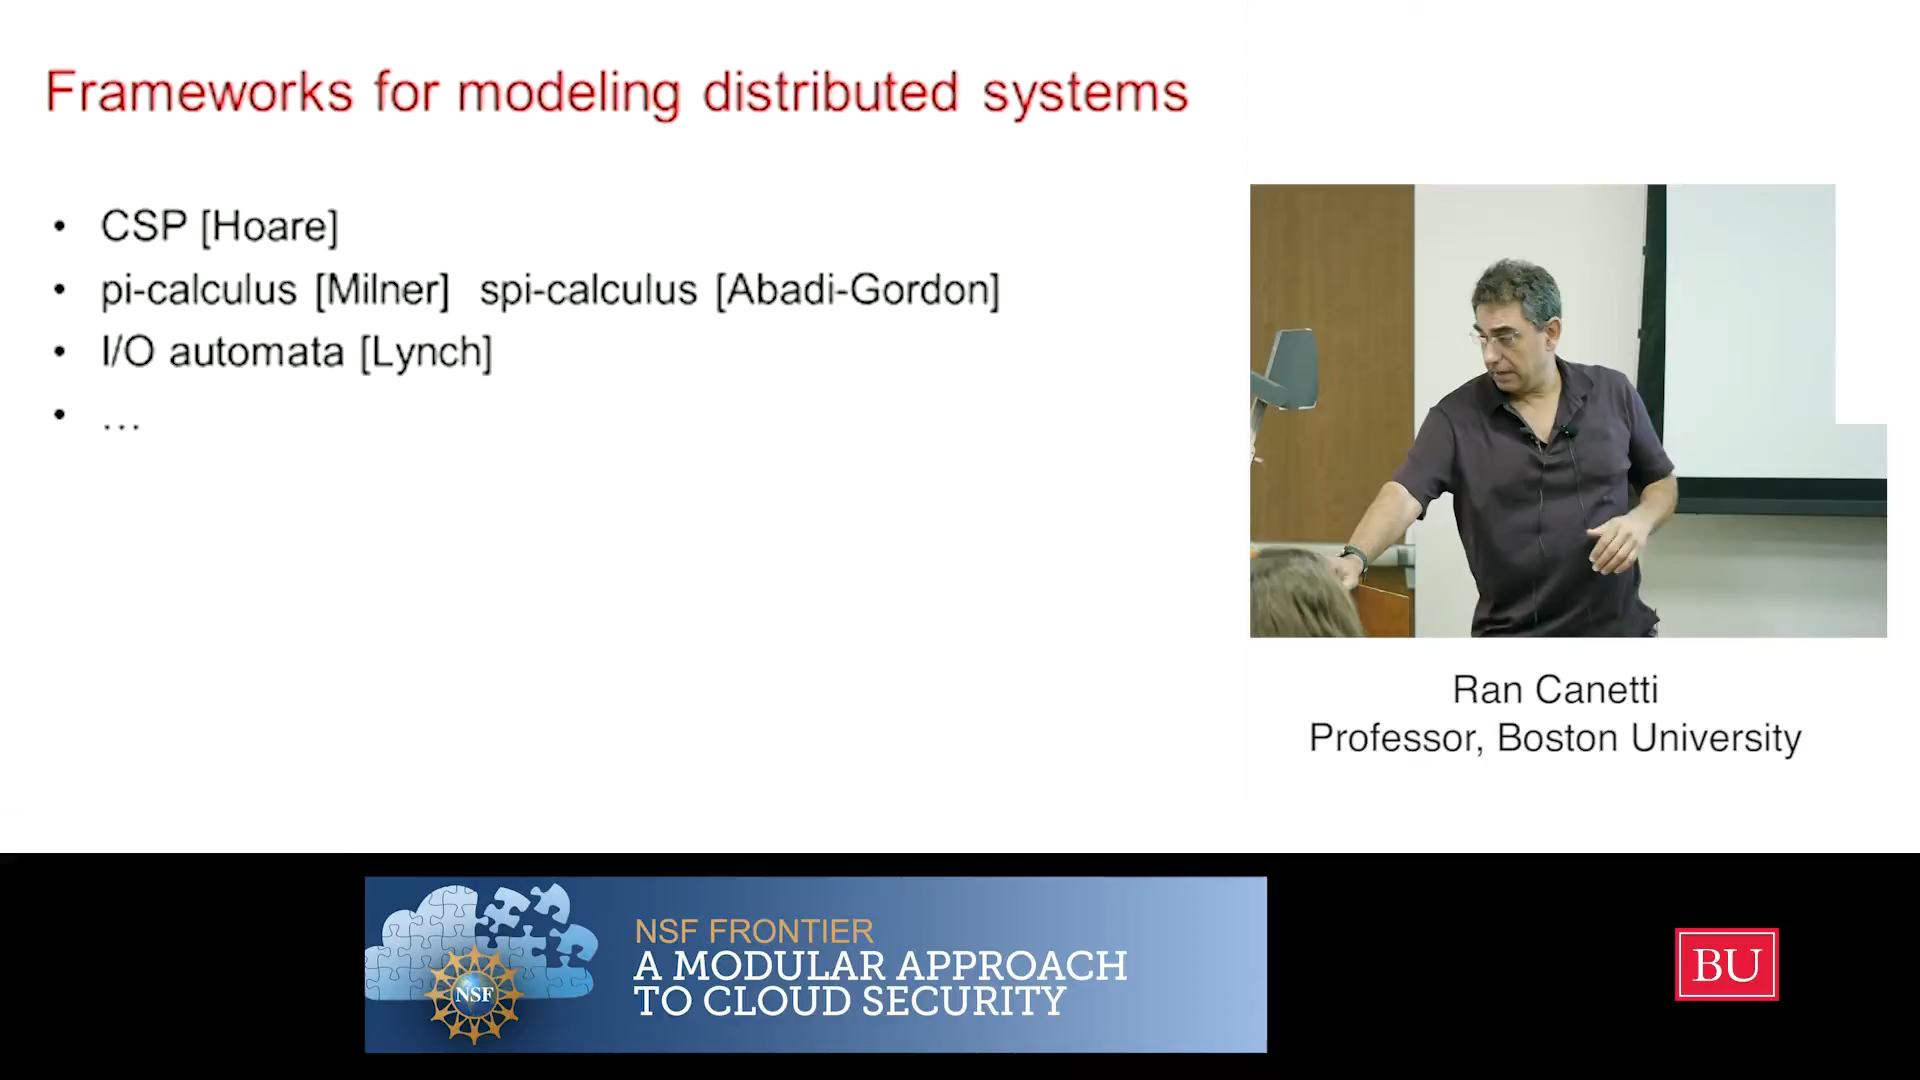 Frameworks for modeling distributed systems
• CSP [Hoare]
• pi-calculus [Milner] spi-calculus [Abadi-Gordon]
• I/O automata [Lynch]
• ...
Ran Canetti
Professor, Boston University
NSF
NSF FRONTIER
A MODULAR APPROACH
TO CLOUD SECURITY
BU